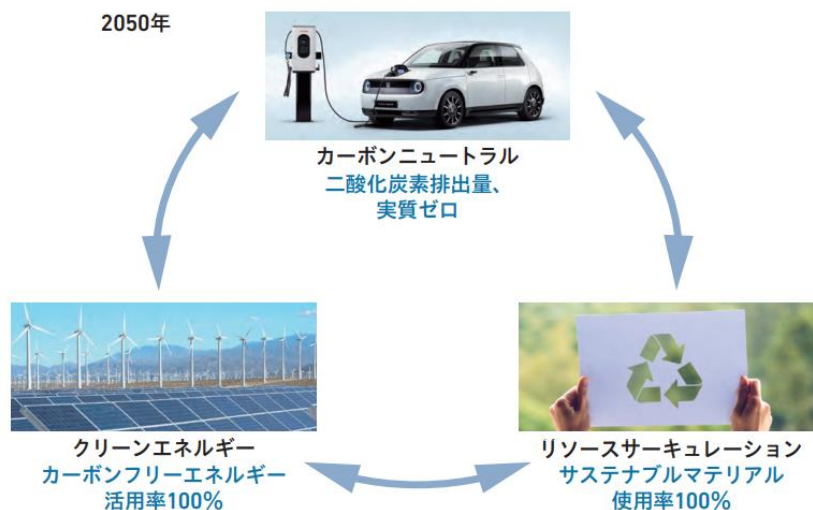 2050年
カーボンニュートラル
二酸化炭素排出量、
実質ゼロ
クリーンエネルギー
カーボンフリーエネルギー
活用率100%
リソースサーキュレーション
サステナブルマテリアル
使用率100%